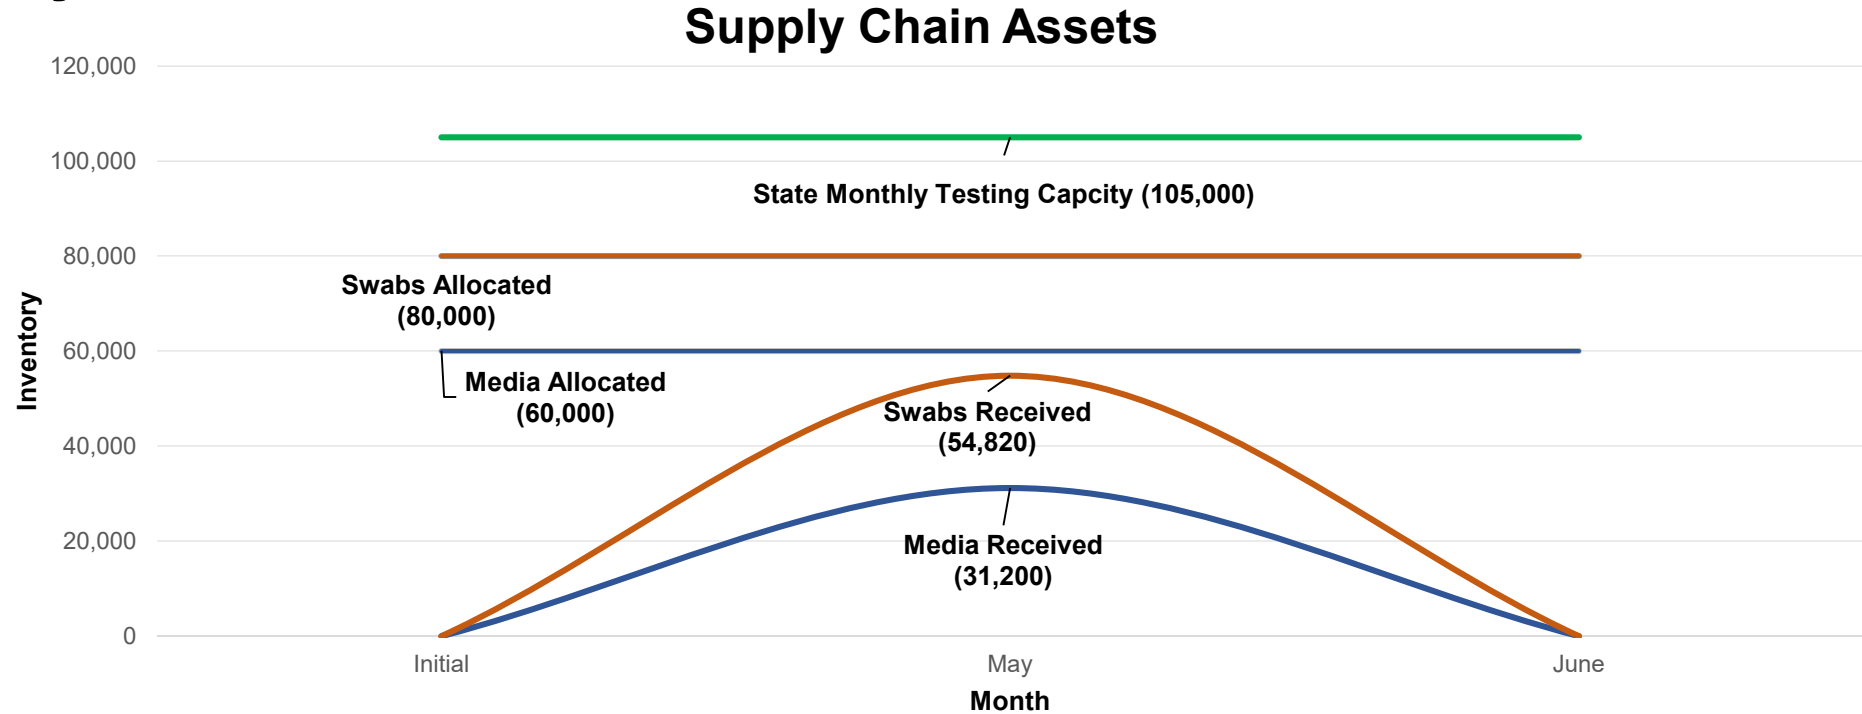 Supply Chain Assets
120,000
100,000
80,000
60,000
40,000
20,000
0
Inventory
State Monthly Testing Capcity (105,000)
Swabs Allocated
(80,000)
Media Allocated
(60,000)
Swabs Received
(54,820)
Media Received
(31,200)
Initial
May
June
Month